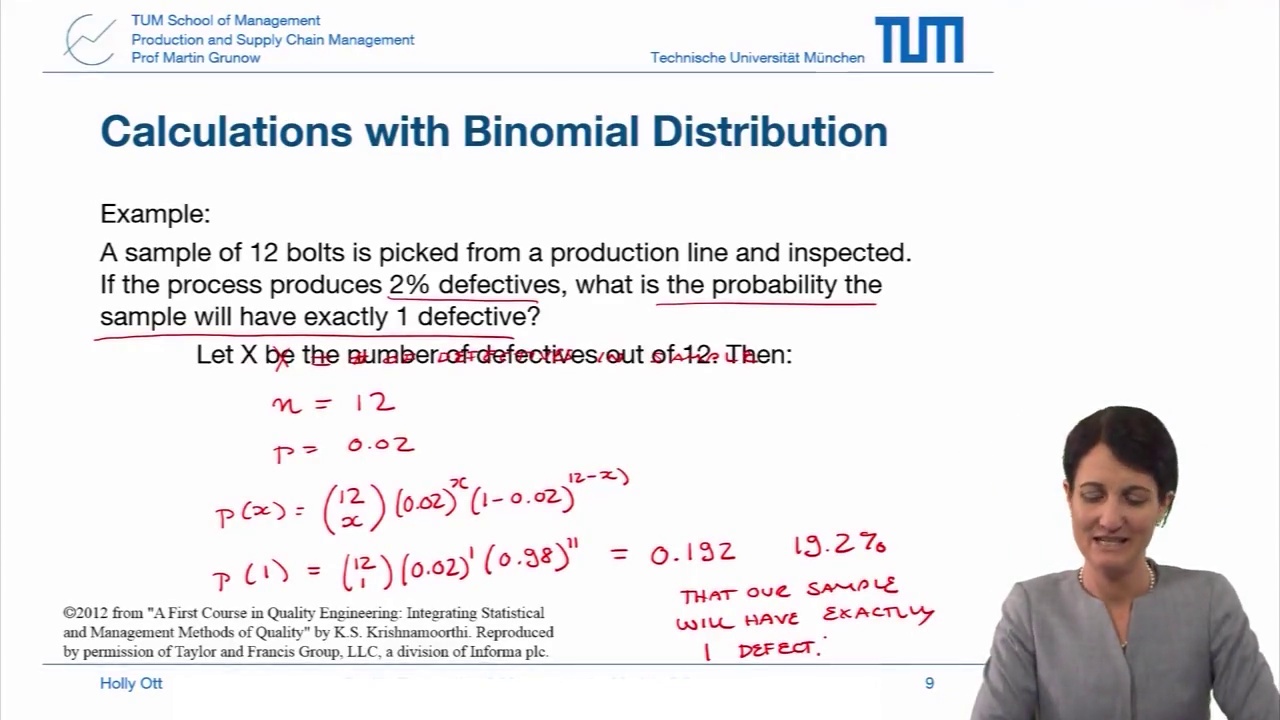 TUM School of Management
Production and Supply Chain Management
Prof Martin Grunow
Technische Universität München
TUM
Calculations with Binomial Distribution
Example:
A sample of 12 bolts is picked from a production line and inspected.
If the process produces 2% defectives, what is the probability the
sample will have exactly 1 defective?
Let X be the number of defectives out of 12. Then:
X = # OF DEFECTIVES IN SAMPLE
n = 12
p = 0.02
p(x) = (12 x) (0.02)^x (1-0.02)^(12-x)
p(1) = (12 1) (0.02)^1 (0.98)^11 = 0.192 19.2%
THAT OUR SAMPLE
WILL HAVE EXACTLY
1 DEFECT.
©2012 from "A First Course in Quality Engineering: Integrating Statistical
and Management Methods of Quality" by K.S. Krishnamoorthi. Reproduced
by permission of Taylor and Francis Group, LLC, a division of Informa plc.
Holly Ott
9